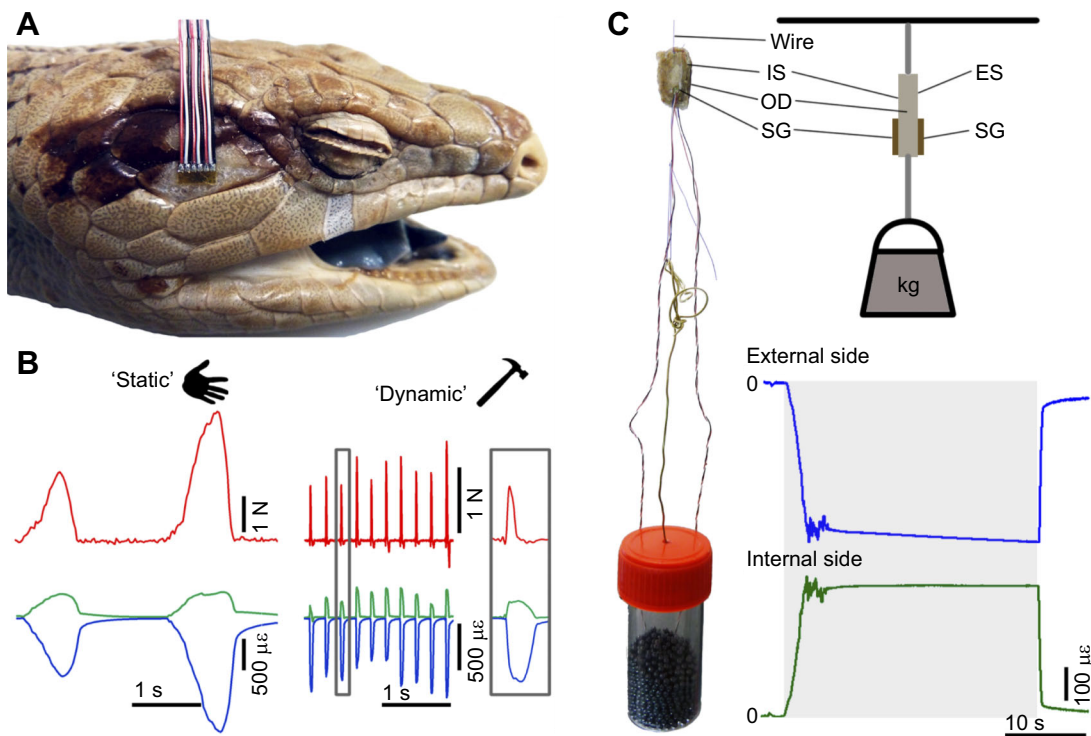 A
B
'Static'
'Dynamic'
1 N
1 N
500 µε
500 µε
1 s
1 s
C
Wire
IS
ES
OD
SG
SG
kg
External side
0
Internal side
0
100 µε
10 s